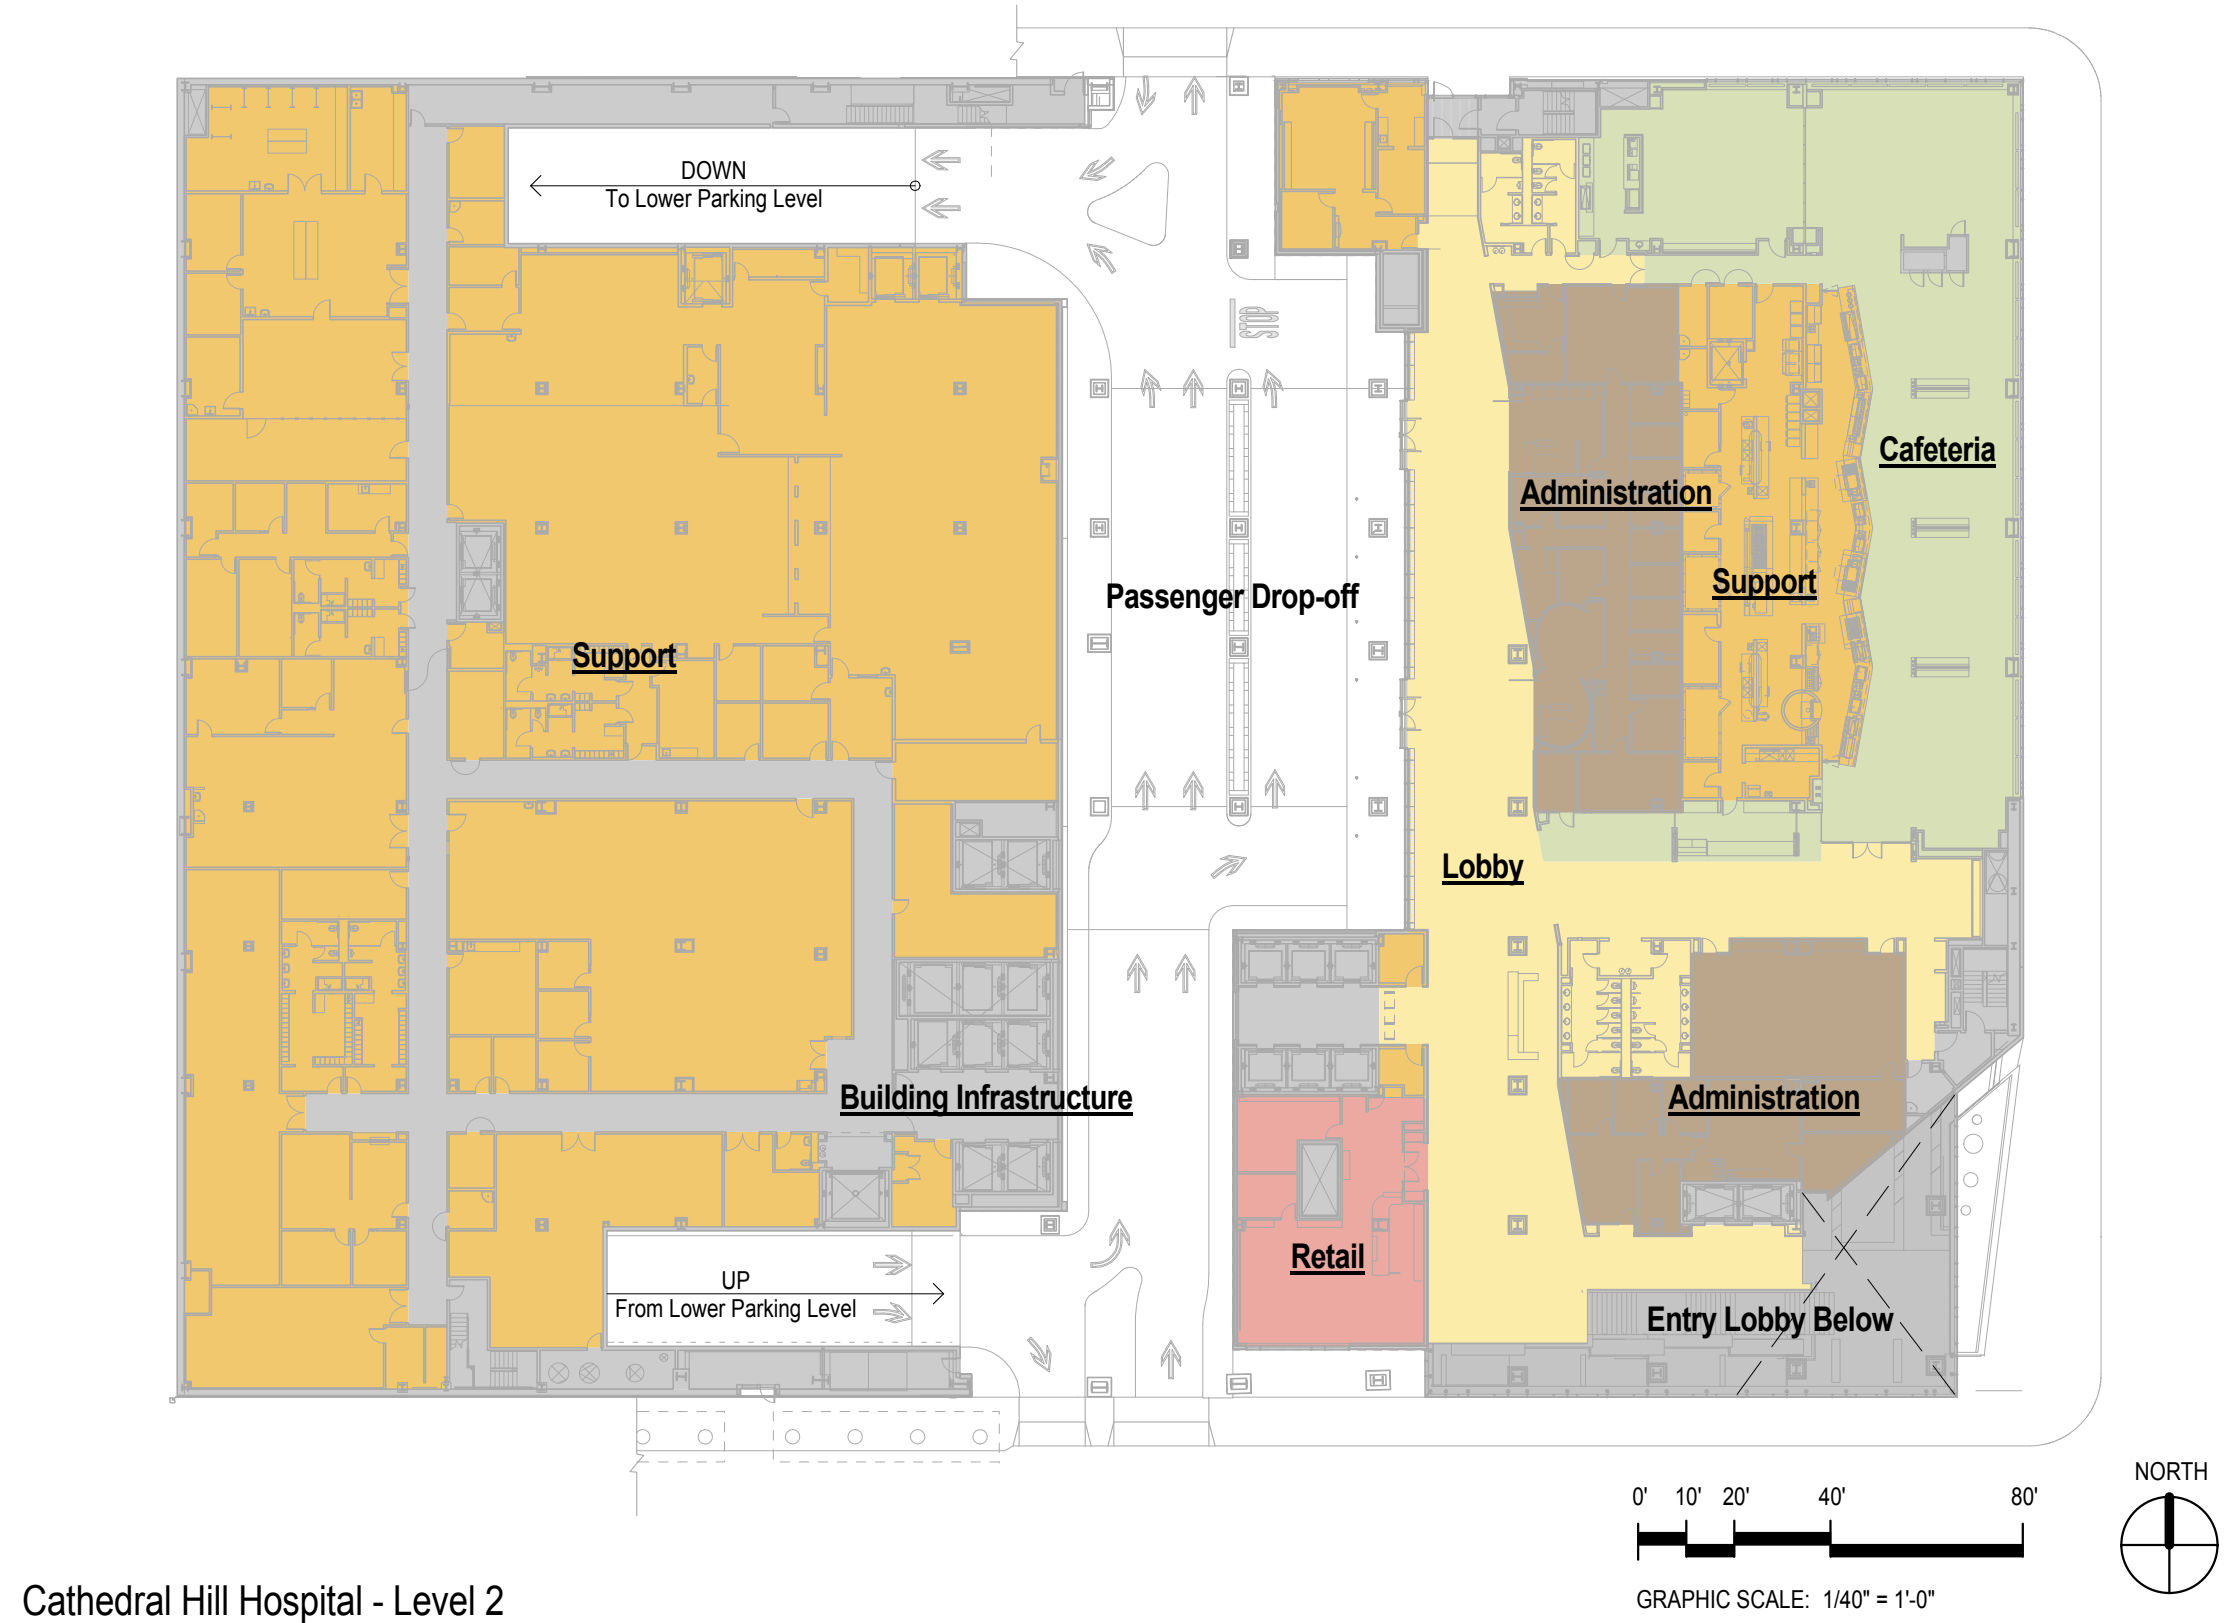 DOWN
To Lower Parking Level
STOP
Cafeteria
Administration
Support
Passenger Drop-off
Support
Lobby
Building Infrastructure
Administration
Retail
UP
From Lower Parking Level
Entry Lobby Below
NORTH
0' 10' 20' 40' 80'
GRAPHIC SCALE: 1/40" = 1'-0"
Cathedral Hill Hospital - Level 2